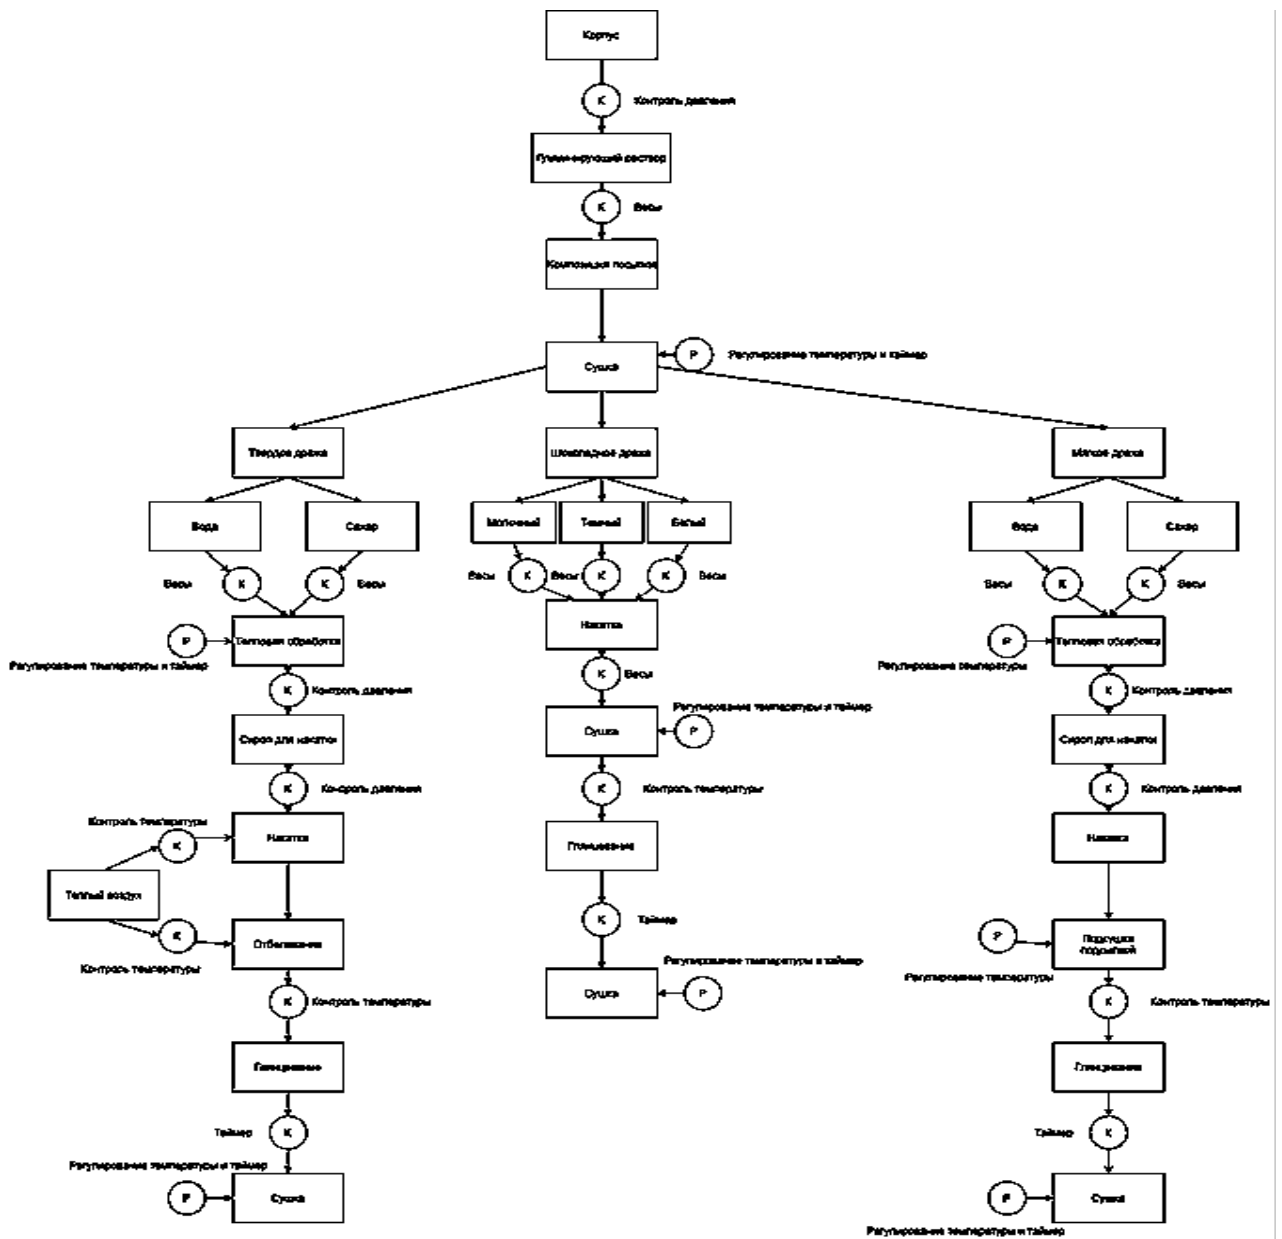 Корпус
К
Контроль давления
Гуммирующий раствор
К
Весы
Композиция посыпок
Сушка
Р
Регулирование температуры и таймер
Твердое драже
Шоколадное драже
Мягкое драже
Вода
Сахар
Молочный
Темный
Белый
Вода
Сахар
Весы
К
К
Весы
Весы
К
Весы
К
К
Весы
Весы
К
К
Весы
Накатка
Р
Тепловая обработка
Р
Тепловая обработка
Регулирование температуры и таймер
Регулирование температуры
К
Весы
К
Контроль давления
К
Контроль давления
Регулирование температуры и таймер
Сироп для накатки
Сушка
Р
Сироп для накатки
К
Контроль давления
К
Контроль температуры
К
Контроль давления
Контроль температуры
К
Накатка
Глянцевание
Накатка
Теплый воздух
К
Таймер
К
Отбеливание
Р
Подсушка
подсыпкой
Контроль температуры
Регулирование температуры и таймер
Регулирование температуры
Сушка
Р
К
Контроль температуры
К
Контроль температуры
Глянцевание
Глянцевание
Таймер
К
Таймер
К
Регулирование температуры и таймер
Р
Сушка
Р
Сушка
Регулирование температуры и таймер